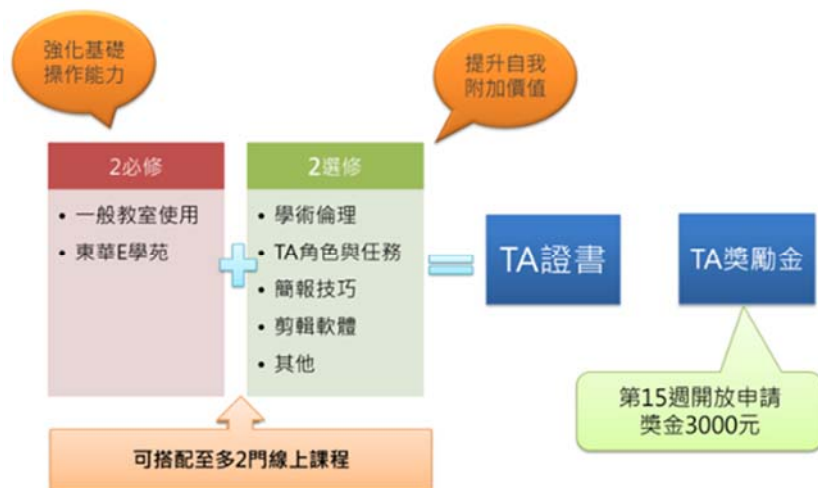 強化基礎
操作能力
提升自我
附加價值
2必修
• 一般教室使用
• 東華E學苑
2選修
• 學術倫理
• TA角色與任務
• 簡報技巧
• 剪輯軟體
• 其他
TA證書
TA獎勵金
第15週開放申請
獎金3000元
可搭配至多2門線上課程